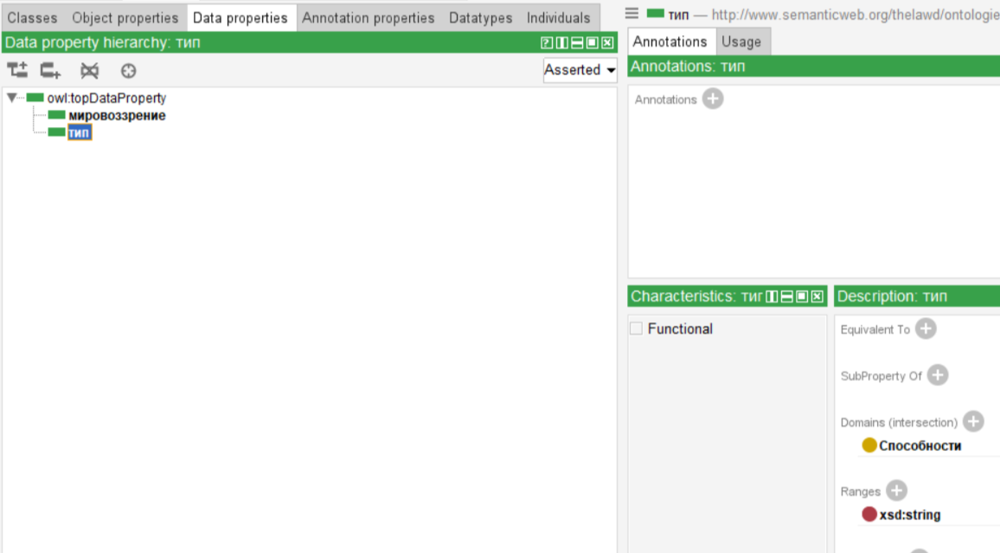 Classes Object properties Data properties Annotation properties Datatypes Individuals
Data property hierarchy: тип
Asserted
owl:topDataProperty
мировоззрение
тип
тип — http://www.semanticweb.org/thelawd/ontologie
Annotations Usage
Annotations: тип
Annotations
Characteristics: тиг
Functional
Description: тип
Equivalent To
SubProperty Of
Domains (intersection)
Способности
Ranges
xsd:string